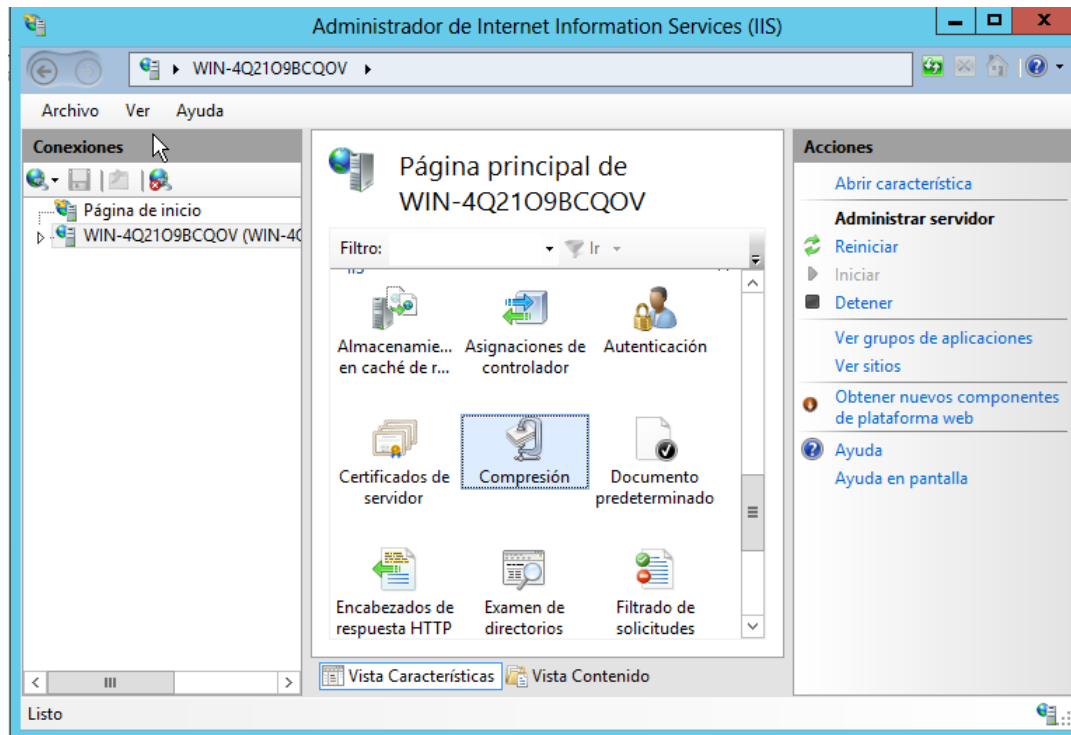 Administrador de Internet Information Services (IIS)
WIN-4Q21O9BCQOV
Archivo Ver Ayuda
Conexiones
Página de inicio
WIN-4Q21O9BCQOV (WIN-4Q
Página principal de
WIN-4Q21O9BCQOV
Filtro:
Ir
IIS
Almacenamie...
en caché de r...
Asignaciones de
controlador
Autenticación
Certificados de
servidor
Compresión
Documento
predeterminado
Encabezados de
respuesta HTTP
Examen de
directorios
Filtrado de
solicitudes
Vista Características
Vista Contenido
Acciones
Abrir característica
Administrar servidor
Reiniciar
Iniciar
Detener
Ver grupos de aplicaciones
Ver sitios
Obtener nuevos componentes
de plataforma web
Ayuda
Ayuda en pantalla
Listo